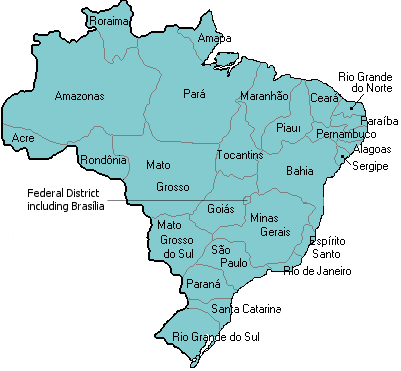 Roraima
Amapa
Rio Grande
do Norte
Amazonas
Pará
Maranhão
Ceará
Paraíba
Piauı
Pernambuco
Acre
Alagoas
Rondônia
Mato
Grosso
Tocantins
Bahia
Sergipe
Federal District
including Brasília
Goiás
Minas
Gerais
Mato
Grosso
do Sul
São
Paulo
Espírito
Santo
Rio de Janeiro
Paraná
Santa Catarina
Rio Grande do Sul